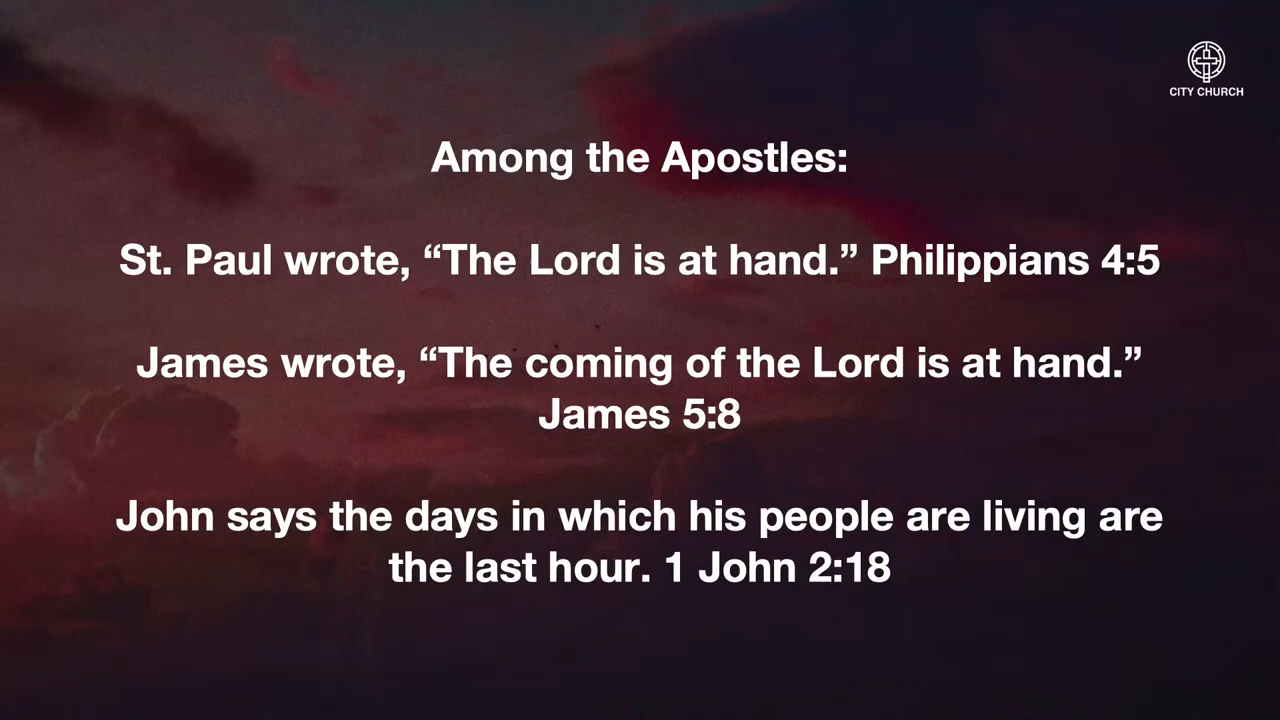 CITY CHURCH
Among the Apostles:
St. Paul wrote, “The Lord is at hand.” Philippians 4:5
James wrote, “The coming of the Lord is at hand.”
James 5:8
John says the days in which his people are living are
the last hour. 1 John 2:18